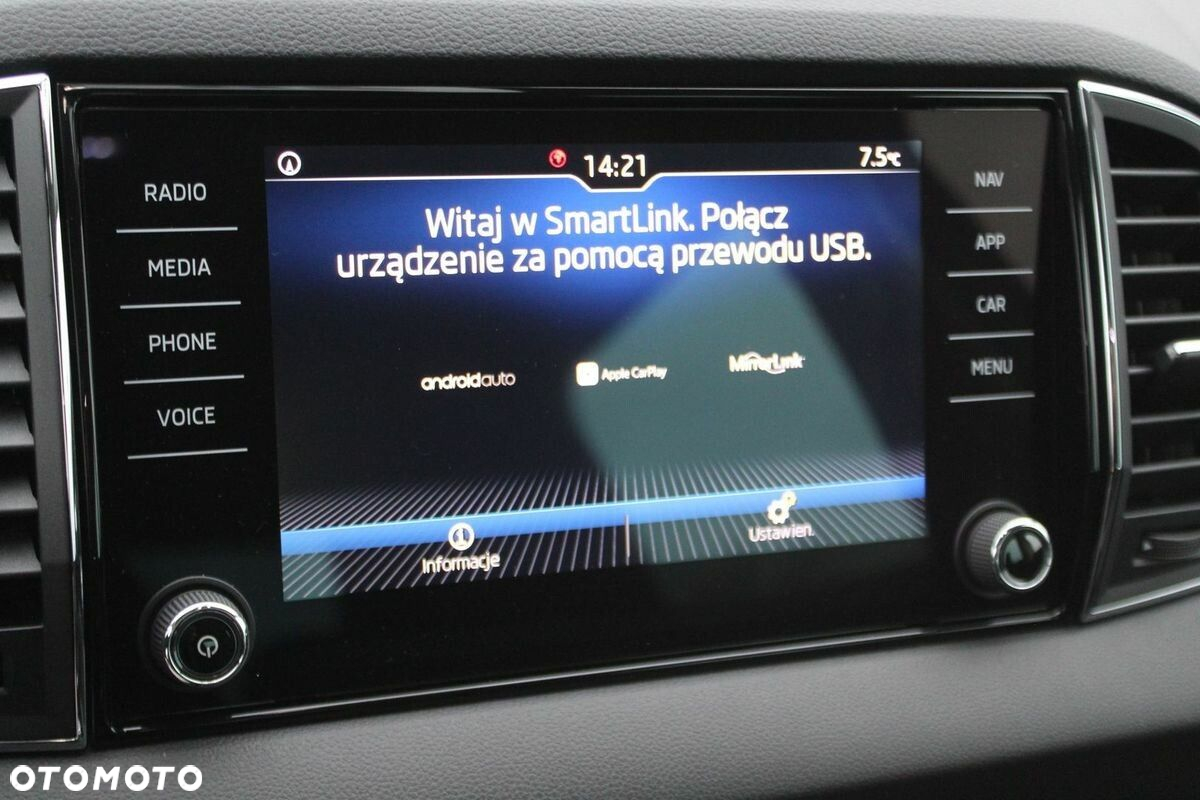 14:21
7.5°C
Witaj w SmartLink. Połącz
urządzenie za pomocą przewodu USB.
androidauto
Apple CarPlay
MirrorLink
Informacje
Ustawien.
RADIO
MEDIA
PHONE
VOICE
NAV
APP
CAR
MENU
OTOMOTO